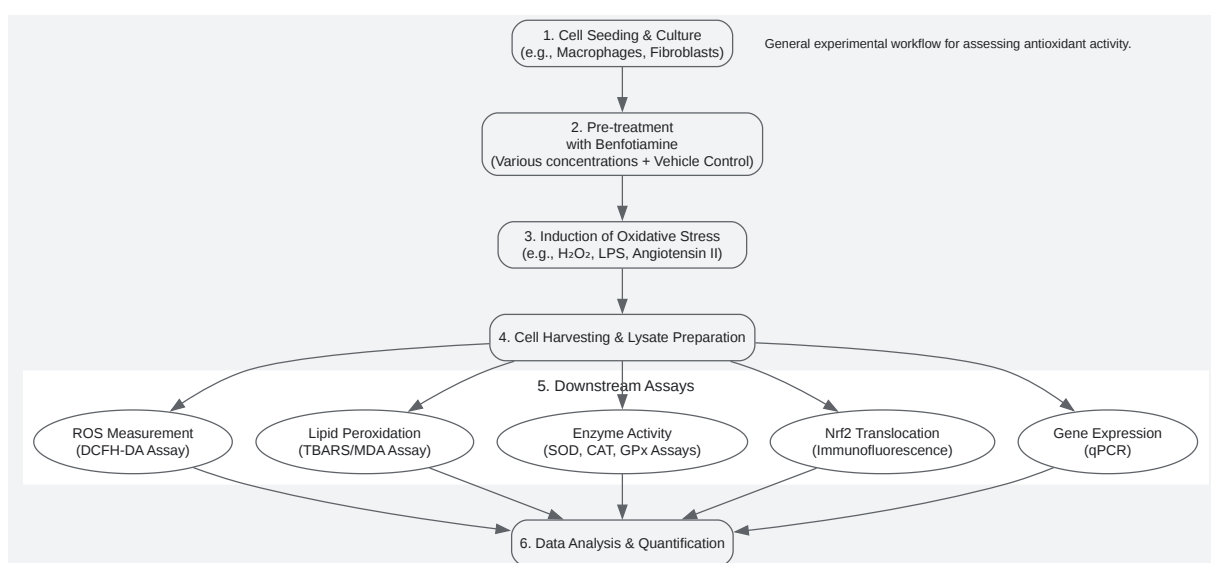 1. Cell Seeding & Culture
(e.g., Macrophages, Fibroblasts)
General experimental workflow for assessing antioxidant activity.
2. Pre-treatment
with Benfotiamine
(Various concentrations + Vehicle Control)
3. Induction of Oxidative Stress
(e.g., H₂O₂, LPS, Angiotensin II)
4. Cell Harvesting & Lysate Preparation
5. Downstream Assays
ROS Measurement
(DCFH-DA Assay)
Lipid Peroxidation
(TBARS/MDA Assay)
Enzyme Activity
(SOD, CAT, GPx Assays)
Nrf2 Translocation
(Immunofluorescence)
Gene Expression
(qPCR)
6. Data Analysis & Quantification